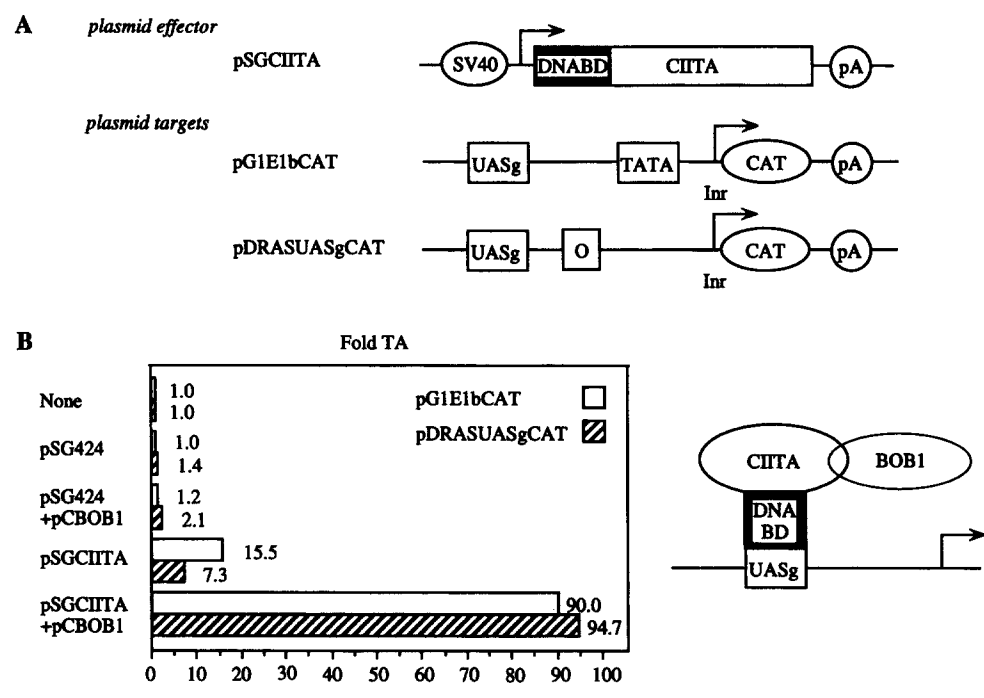 A
plasmid effector
pSGCIITA
SV40
DNABD
CIITA
pA
plasmid targets
pG1E1bCAT
UASg
TATA
Inr
CAT
pA
pDRASUASgCAT
UASg
O
Inr
CAT
pA
B
Fold TA
None
1.0
1.0
pSG424
1.0
1.4
pSG424
+pCBOB1
1.2
2.1
pSGCIITA
15.5
7.3
pSGCIITA
+pCBOB1
90.0
94.7
pG1E1bCAT
pDRASUASgCAT
0 10 20 30 40 50 60 70 80 90 100
CIITA
BOB1
DNA
BD
UASg